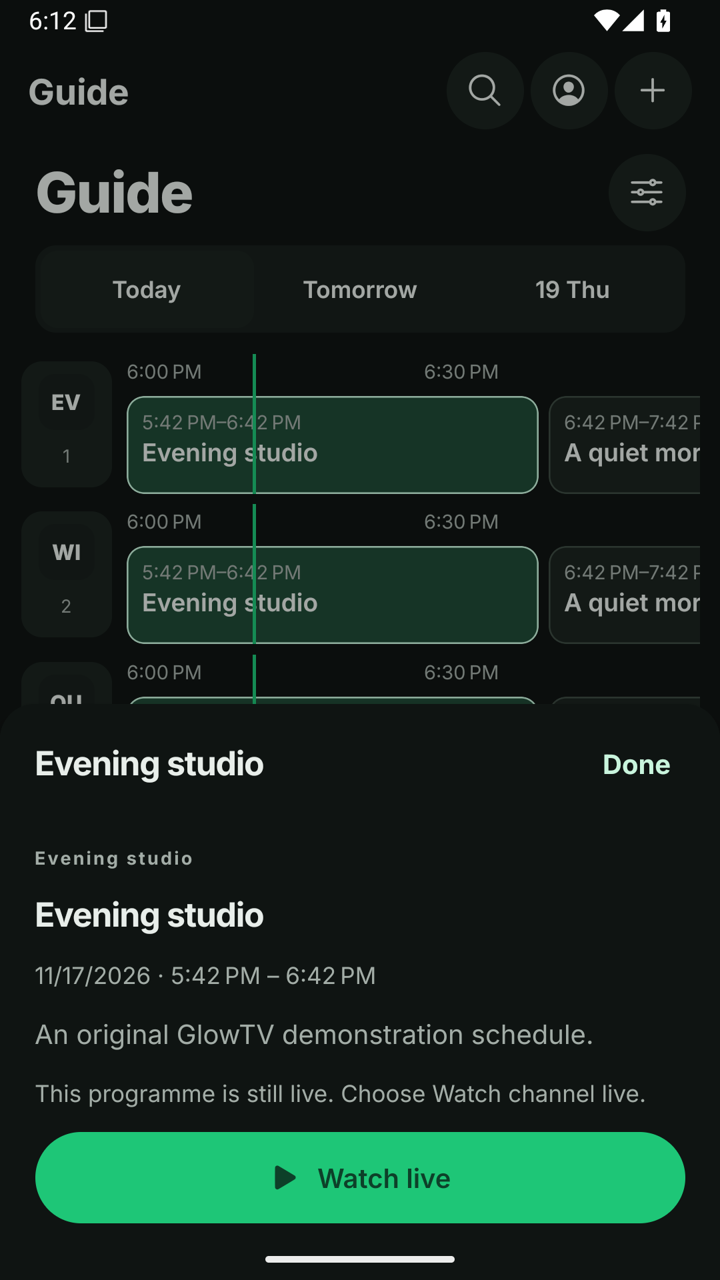 6:12
Guide
Guide
Today Tomorrow 19 Thu
6:00 PM 6:30 PM
EV
1
5:42 PM–6:42 PM 6:42 PM–7:42 P
Evening studio A quiet mor
6:00 PM 6:30 PM
WI
2
5:42 PM–6:42 PM 6:42 PM–7:42 P
Evening studio A quiet mor
6:00 PM 6:30 PM
OU
Evening studio Done
Evening studio
Evening studio
11/17/2026 · 5:42 PM – 6:42 PM
An original GlowTV demonstration schedule.
This programme is still live. Choose Watch channel live.
Watch live